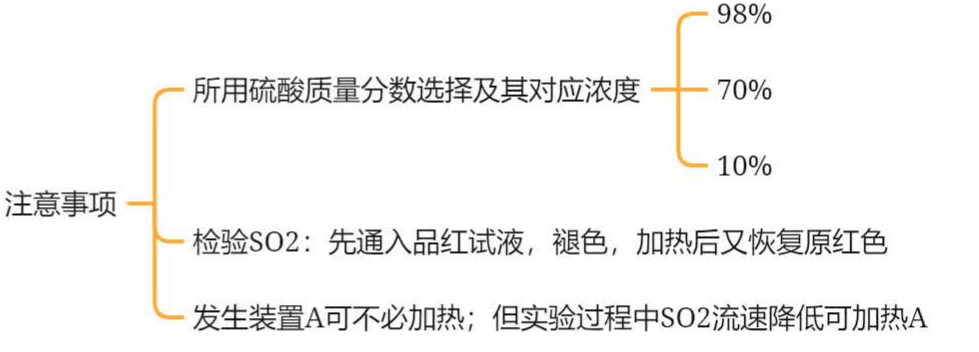 注意事项
所用硫酸质量分数选择及其对应浓度
98%
70%
10%
检验SO2：先通入品红试液，褪色，加热后又恢复原红色
发生装置A可不必加热；但实验过程中SO2流速降低可加热A